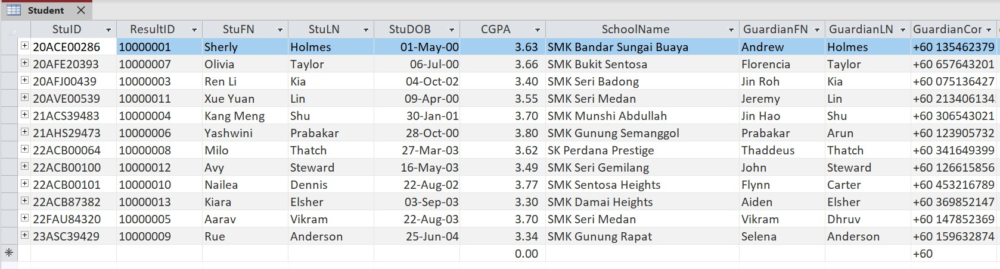 Student
StuID ResultID StuFN StuLN StuDOB CGPA SchoolName GuardianFN GuardianLN GuardianCor
20ACE00286 10000001 Sherly Holmes 01-May-00 3.63 SMK Bandar Sungai Buaya Andrew Holmes +60 135462379
20AFE20393 10000007 Olivia Taylor 06-Jul-00 3.66 SMK Bukit Sentosa Florencia Taylor +60 657643201
20AFJ00439 10000003 Ren Li Kia 04-Oct-02 3.40 SMK Seri Badong Jin Roh Kia +60 075136427
20AVE00539 10000011 Xue Yuan Lin 09-Apr-00 3.55 SMK Seri Medan Jeremy Lin +60 213406134
21ACS39483 10000004 Kang Meng Shu 30-Jan-01 3.70 SMK Munshi Abdullah Jin Hao Shu +60 306543021
21AHS29473 10000006 Yashwini Prabakar 28-Oct-00 3.80 SMK Gunung Semanggol Prabakar Arun +60 123905732
22ACB00064 10000008 Milo Thatch 27-Mar-03 3.62 SK Perdana Prestige Thaddeus Thatch +60 341649399
22ACB00100 10000012 Avy Steward 16-May-03 3.49 SMK Seri Gemilang John Steward +60 126615856
22ACB00101 10000010 Nailea Dennis 22-Aug-02 3.77 SMK Sentosa Heights Flynn Carter +60 453216789
22ACB87382 10000013 Kiara Elsher 03-Sep-03 3.30 SMK Damai Heights Aiden Elsher +60 369852147
22FAU84320 10000005 Aarav Vikram 22-Aug-03 3.70 SMK Seri Medan Vikram Dhruv +60 147852369
23ASC39429 10000009 Rue Anderson 25-Jun-04 3.34 SMK Gunung Rapat Selena Anderson +60 159632874
0.00 +60